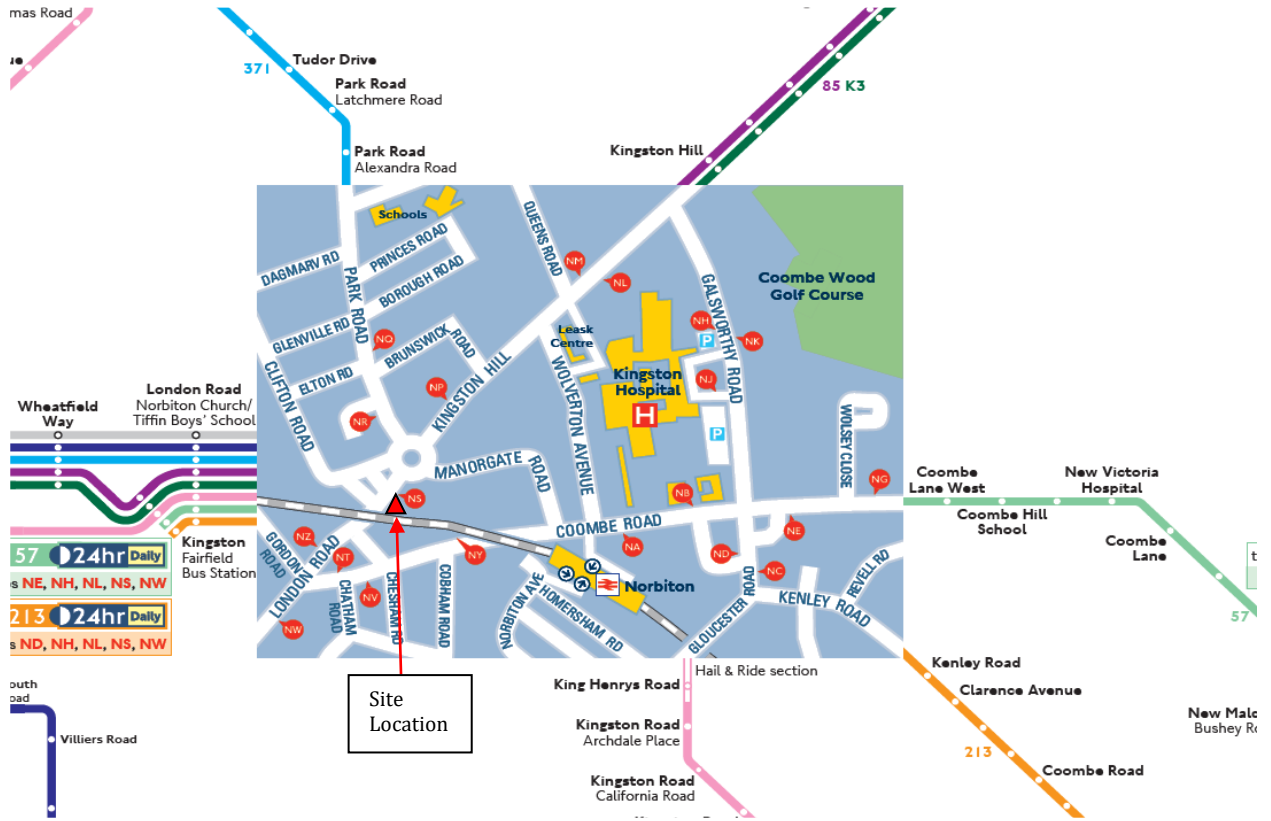 mas Road
ue
371
Tudor Drive
Park Road
Latchmere Road
Park Road
Alexandra Road
85 K3
Kingston Hill
Schools
QUEENS ROAD
DAGMARV RD
PARK ROAD
PRINCES ROAD
BOROUGH ROAD
GLENVILLE RD
BRUNSWICK
ROAD
ELTON RD
CLIFTON ROAD
KINGSTON HILL
NM
NL
NQ
NP
NR
Leask
Centre
WOLVERTON AVENUE
Kingston
Hospital
H
NH
P
NK
NJ
P
GALSWORTHY ROAD
Coombe Wood
Golf Course
WOLSEY CLOSE
NG
MANORGATE
ROAD
NS
NB
COOMBE ROAD
NE
ND
NC
NA
NY
NZ
NT
NV
NW
GORDON
ROAD
LONDON ROAD
CHATHAM
ROAD
CHESHAM RD
COBHAM ROAD
NORBITON AVE
HOMERSHAM RD
Norbiton
GLOUCESTER ROAD
KENLEY ROAD
REVELL RD
London Road
Norbiton Church/
Tiffin Boys' School
Wheatfield
Way
Kingston
Fairfield
Bus Station
57 24hr Daily
s NE, NH, NL, NS, NW
213 24hr Daily
s ND, NH, NL, NS, NW
Coombe
Lane West
Coombe Hill
School
New Victoria
Hospital
Coombe
Lane
t
57
Site
Location
outh
oad
Villiers Road
Hail & Ride section
King Henrys Road
Kingston Road
Archdale Place
Kingston Road
California Road
Kenley Road
Clarence Avenue
213
Coombe Road
New Mald
Bushey Ro